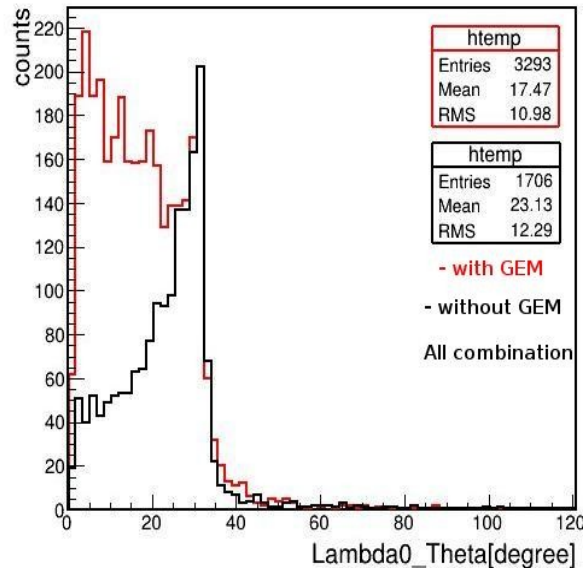 counts
220
200
180
160
140
120
100
80
60
40
20
0
0 20 40 60 80 100 120
Lambda0_Theta[degree]
htemp
Entries 3293
Mean 17.47
RMS 10.98
htemp
Entries 1706
Mean 23.13
RMS 12.29
- with GEM
- without GEM
All combination